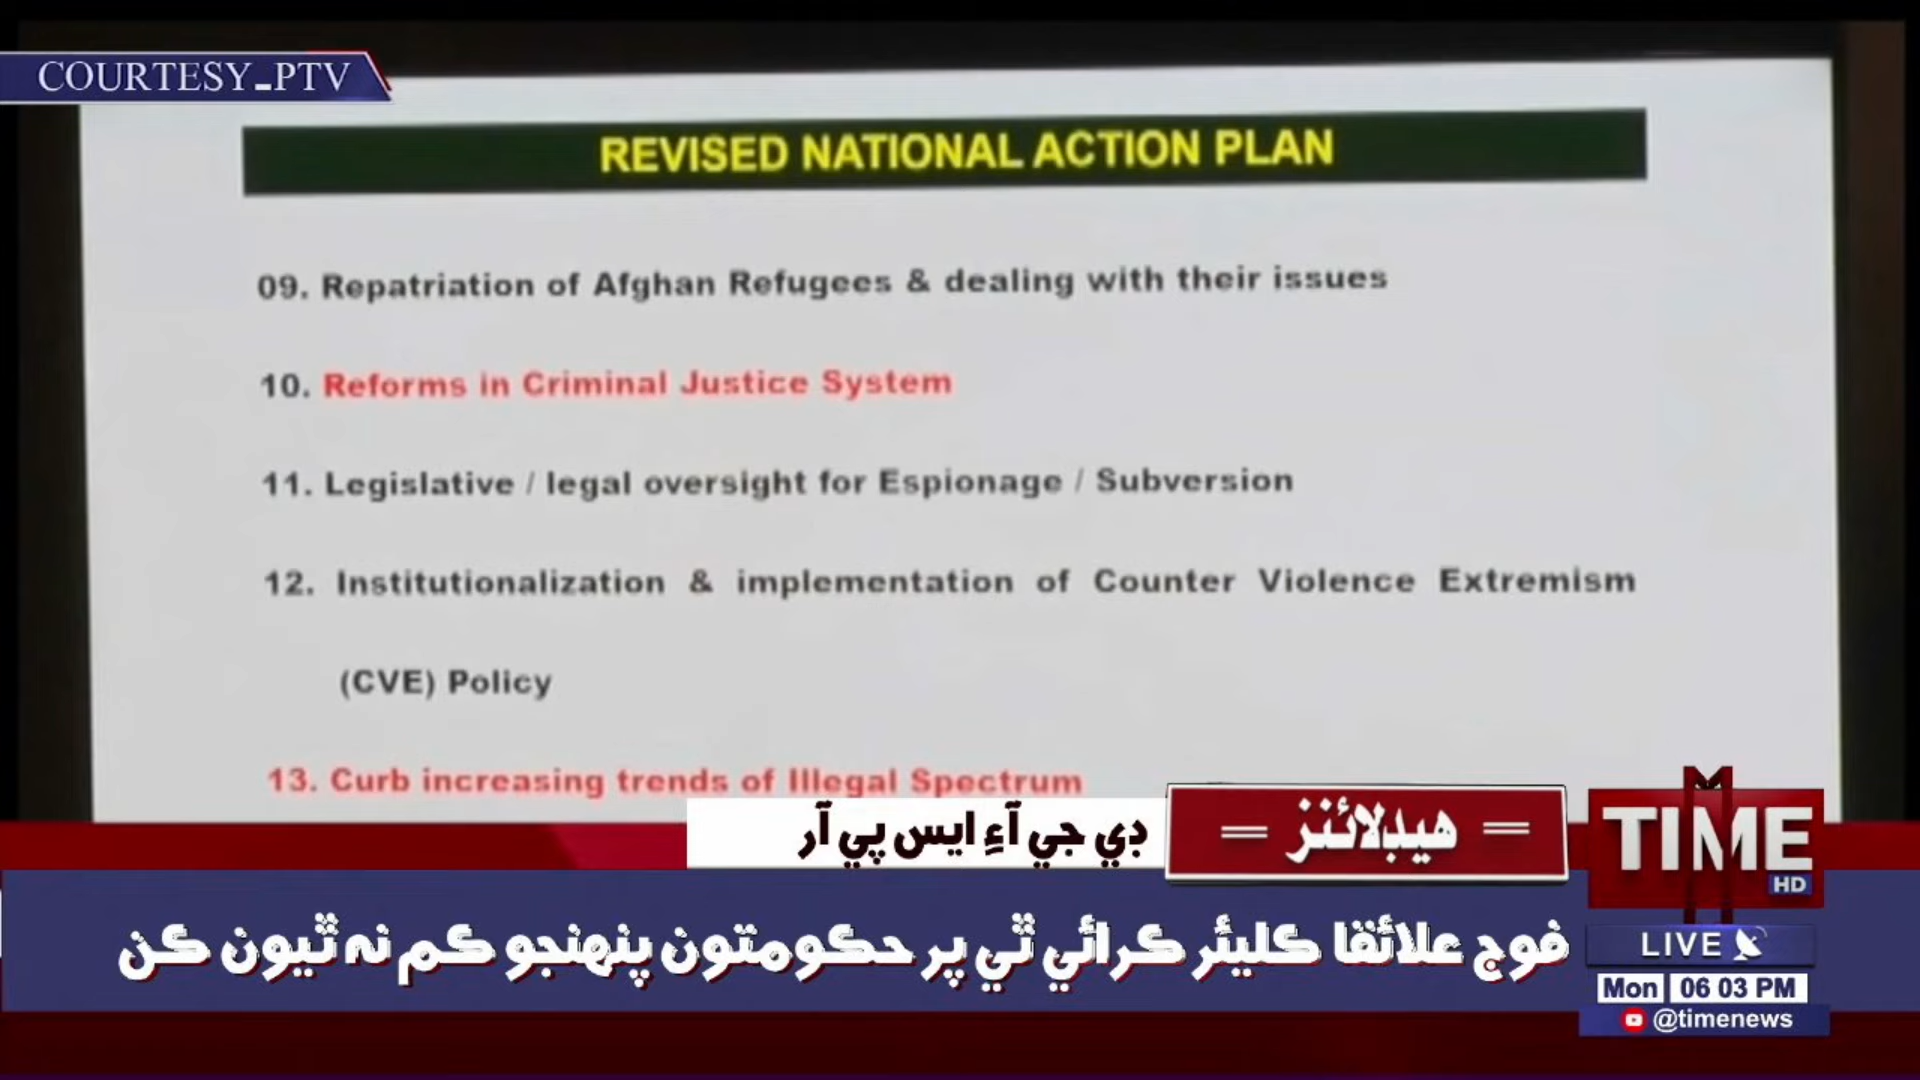 COURTESY_PTV
REVISED NATIONAL ACTION PLAN
09. Repatriation of Afghan Refugees & dealing with their issues
10. Reforms in Criminal Justice System
11. Legislative / legal oversight for Espionage / Subversion
12. Institutionalization & implementation of Counter Violence Extremism
(CVE) Policy
13. Curb increasing trends of Illegal Spectrum
هيڊلائنز
ڊي جي آءِ ايس پي آر
فوج علائقا ڪليئر ڪرائي ٿي پر حڪومتون پنهنجو ڪم نه ٿيون ڪن
TIME
HD
LIVE
Mon 06 03 PM
@timenews